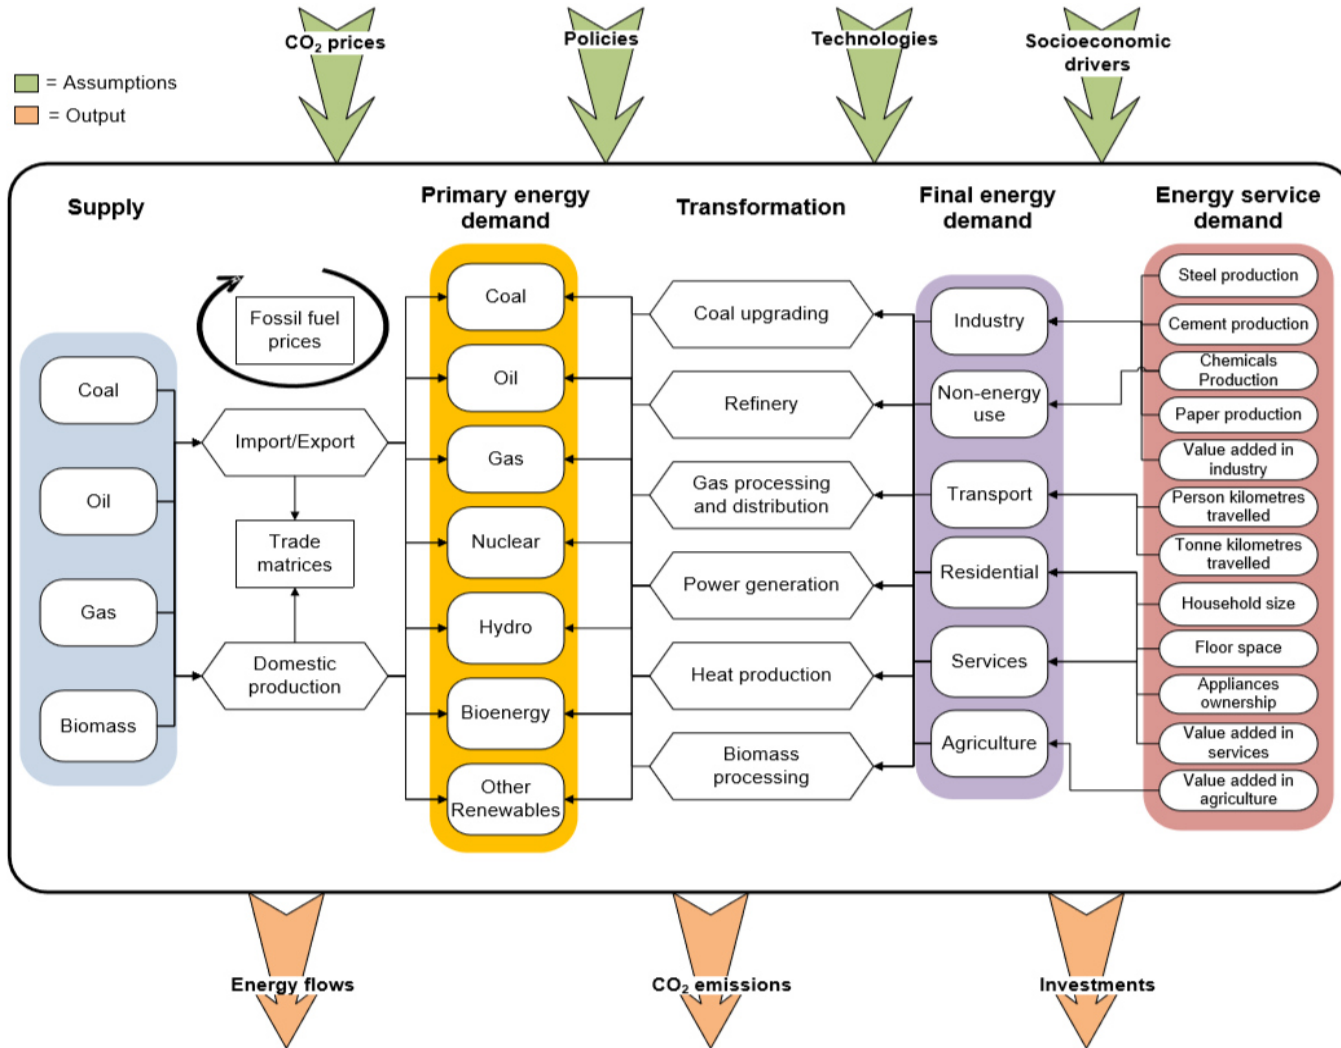 CO₂ prices
Policies
Technologies
Socioeconomic
drivers
= Assumptions
= Output
Supply
Primary energy
demand
Transformation
Final energy
demand
Energy service
demand
Coal
Oil
Gas
Biomass
Fossil fuel
prices
Import/Export
Trade
matrices
Domestic
production
Coal
Oil
Gas
Nuclear
Hydro
Bioenergy
Other
Renewables
Coal upgrading
Refinery
Gas processing
and distribution
Power generation
Heat production
Biomass
processing
Industry
Non-energy
use
Transport
Residential
Services
Agriculture
Steel production
Cement production
Chemicals
Production
Paper production
Value added in
industry
Person kilometres
travelled
Tonne kilometres
travelled
Household size
Floor space
Appliances
ownership
Value added in
services
Value added in
agriculture
Energy flows
CO₂ emissions
Investments